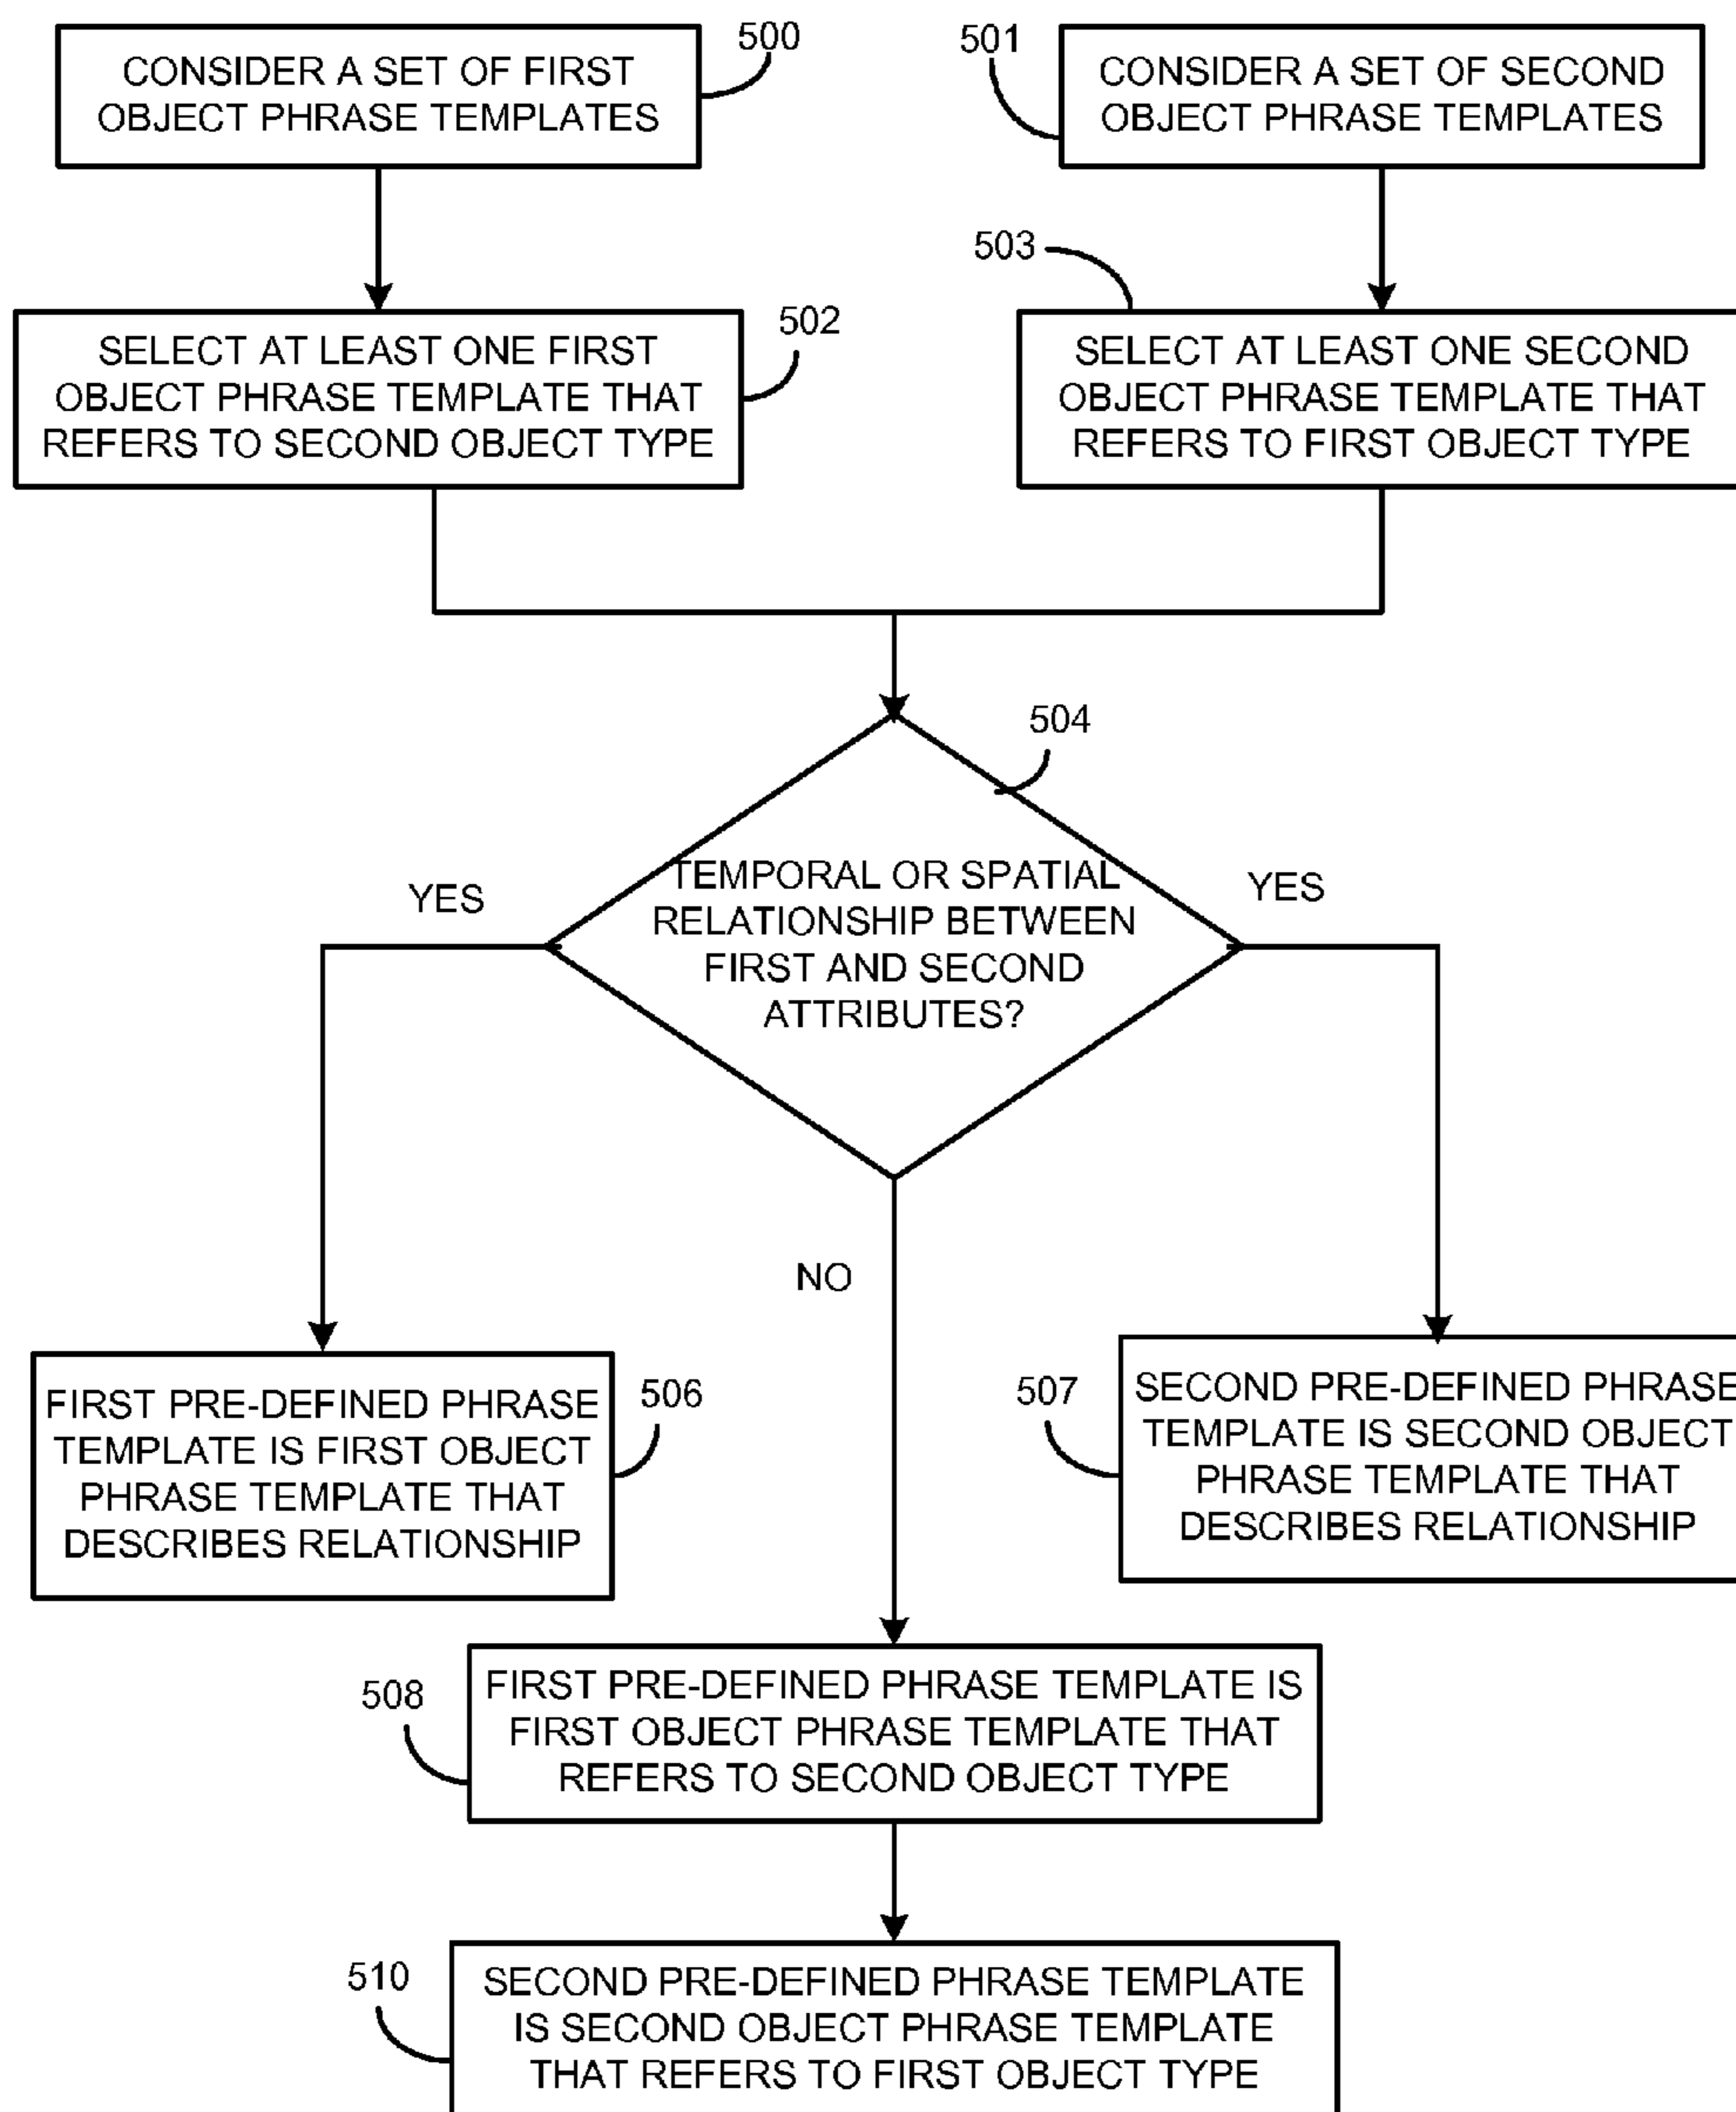 500
CONSIDER A SET OF FIRST
OBJECT PHRASE TEMPLATES
501
CONSIDER A SET OF SECOND
OBJECT PHRASE TEMPLATES
502
SELECT AT LEAST ONE FIRST
OBJECT PHRASE TEMPLATE THAT
REFERS TO SECOND OBJECT TYPE
503
SELECT AT LEAST ONE SECOND
OBJECT PHRASE TEMPLATE THAT
REFERS TO FIRST OBJECT TYPE
504
TEMPORAL OR SPATIAL
RELATIONSHIP BETWEEN
FIRST AND SECOND
ATTRIBUTES?
YES
YES
NO
FIRST PRE-DEFINED PHRASE
TEMPLATE IS FIRST OBJECT
PHRASE TEMPLATE THAT
DESCRIBES RELATIONSHIP
506
507
SECOND PRE-DEFINED PHRASE
TEMPLATE IS SECOND OBJECT
PHRASE TEMPLATE THAT
DESCRIBES RELATIONSHIP
508
FIRST PRE-DEFINED PHRASE TEMPLATE IS
FIRST OBJECT PHRASE TEMPLATE THAT
REFERS TO SECOND OBJECT TYPE
510
SECOND PRE-DEFINED PHRASE TEMPLATE
IS SECOND OBJECT PHRASE TEMPLATE
THAT REFERS TO FIRST OBJECT TYPE